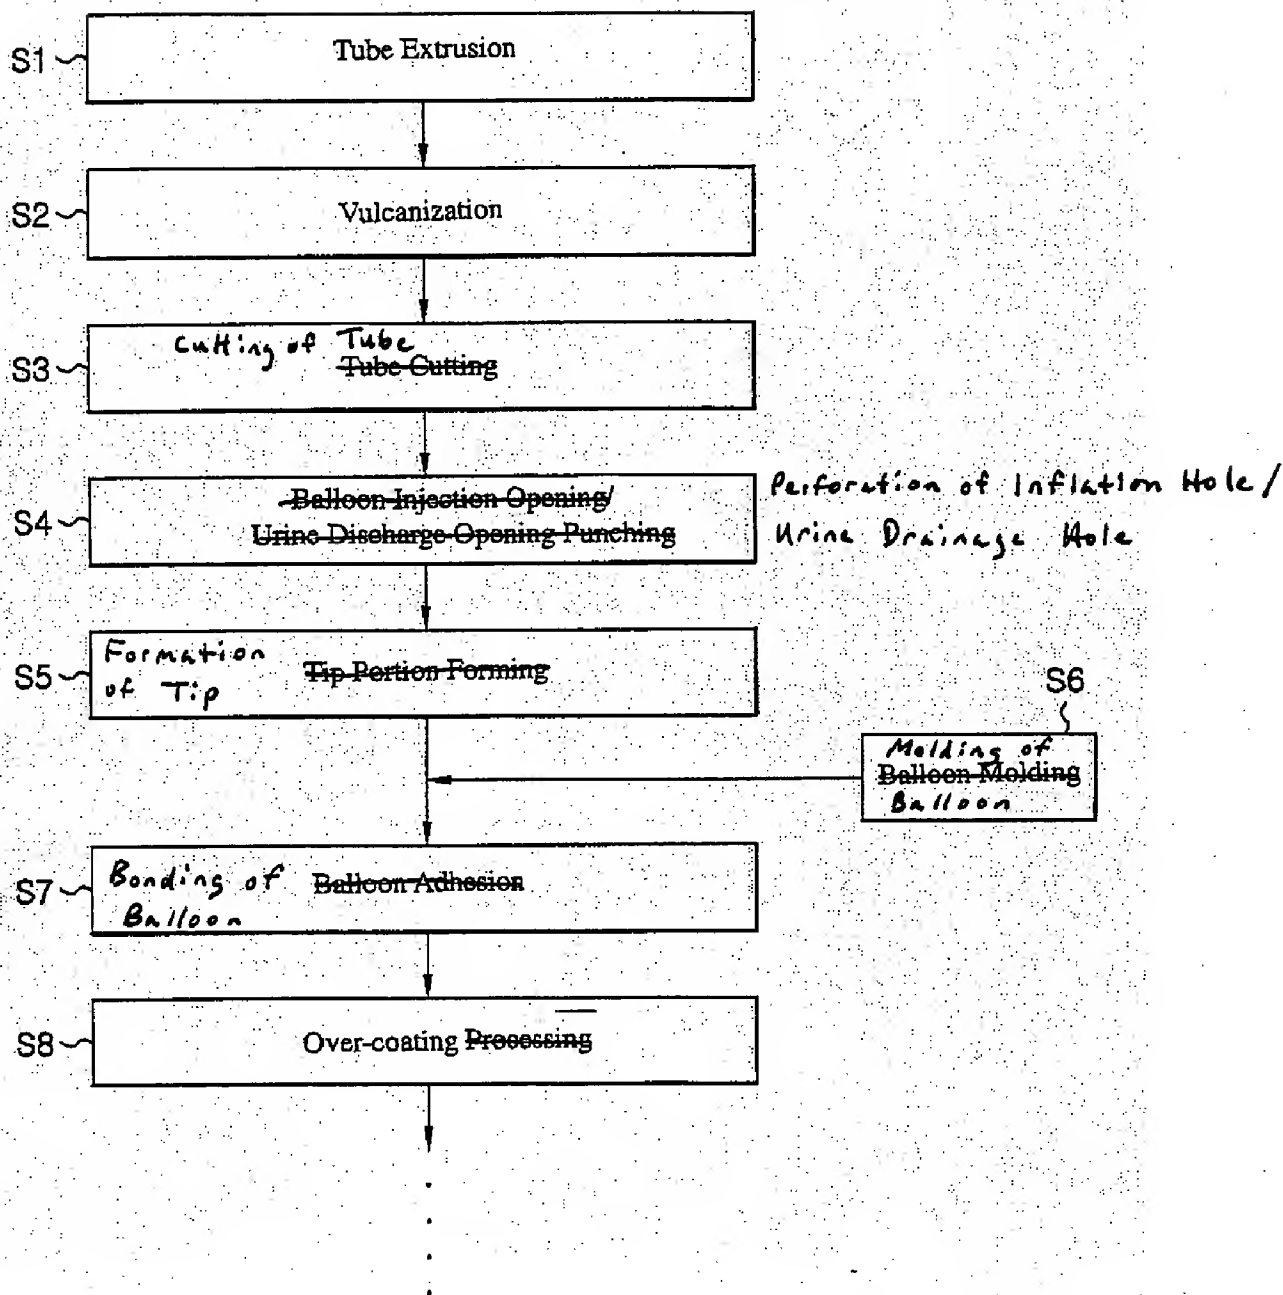 S1
Tube Extrusion
S2
Vulcanization
S3
Cutting of Tube
Tube Cutting
S4
Balloon Injection Opening/
Urine Discharge Opening Punching
Perforation of Inflation Hole/
Urine Drainage Hole
S5
Formation
of Tip
Tip Portion Forming
S6
Molding of
Balloon Molding
Balloon
S7
Bonding of
Balloon
Balloon Adhesion
S8
Over-coating Processing